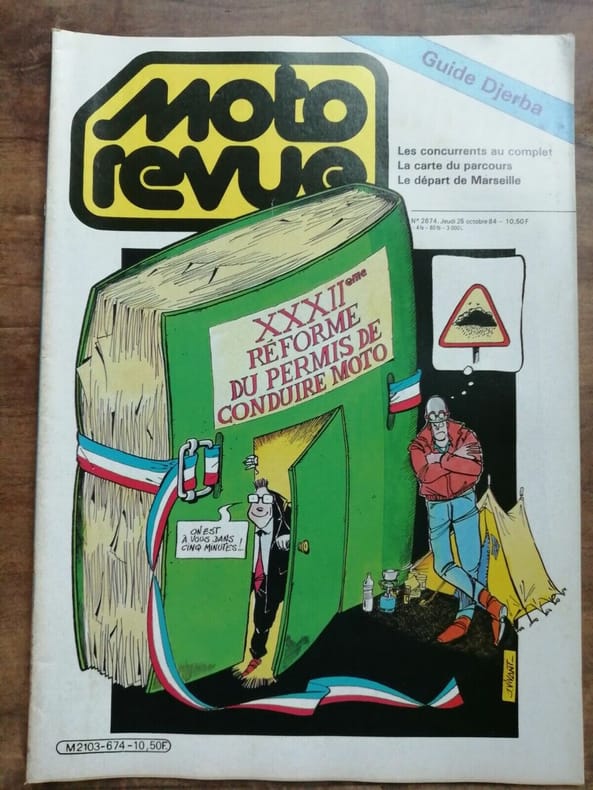 moto
revue
Guide Djerba
Les concurrents au complet
La carte du parcours
Le départ de Marseille
N° 2674. Jeudi 25 octobre 84 - 10,50 F
XXXIIème
RÉFORME
DU PERMIS DE
CONDUIRE MOTO
ON EST
À VOUS DANS
CINQ MINUTES!..
M 2103-674-10,50F.